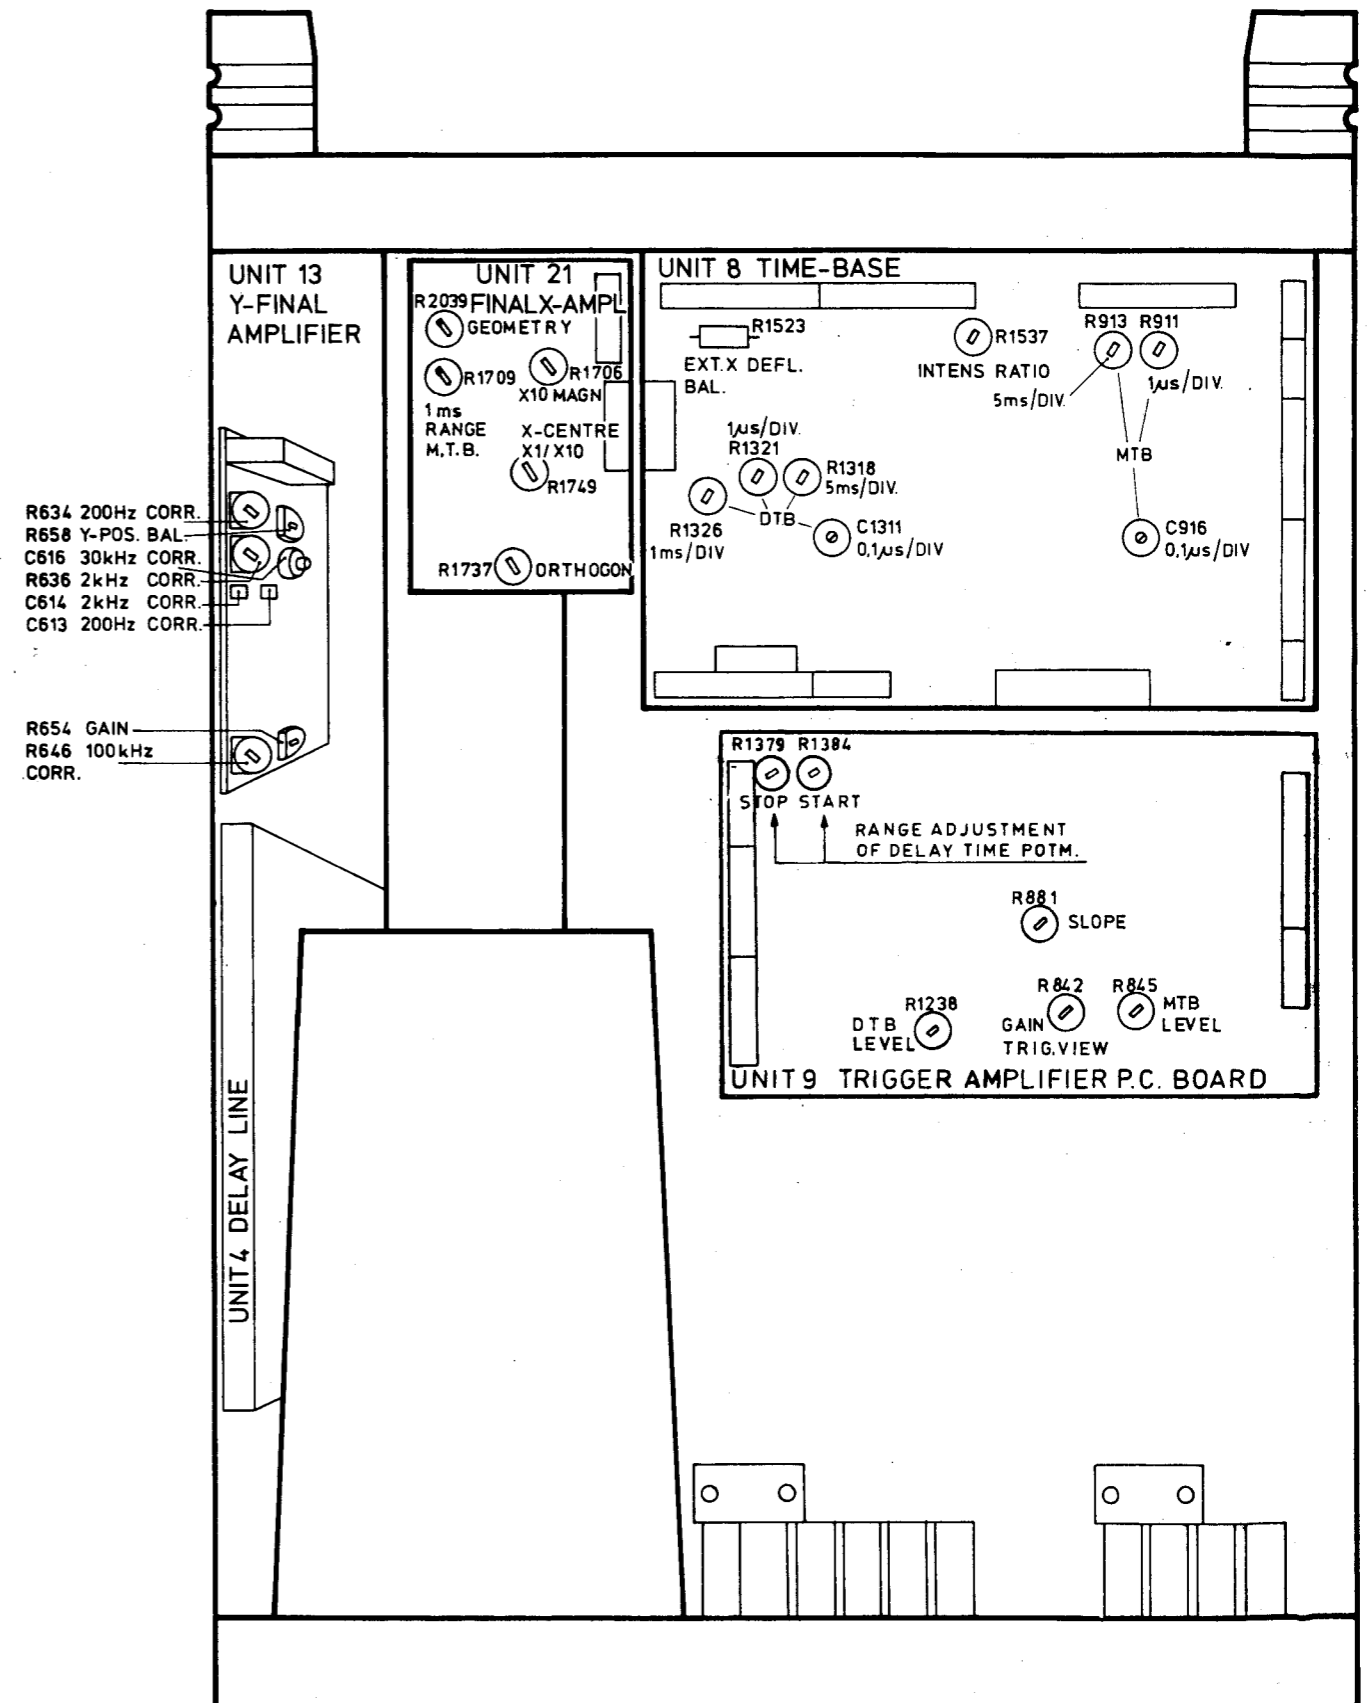 UNIT 13
Y-FINAL
AMPLIFIER
R634 200Hz CORR.
R658 Y-POS. BAL.
C616 30kHz CORR.
R636 2kHz CORR.
C614 2kHz CORR.
C613 200Hz CORR.
R654 GAIN
R646 100kHz
CORR.
UNIT 4 DELAY LINE
UNIT 21
FINAL X-AMPL
R2039
GEOMETRY
R1709
1ms
RANGE
M.T.B.
R1706
X10 MAGN
X-CENTRE
X1/X10
R1749
R1737
ORTHOGON
UNIT 8 TIME-BASE
R1523
EXT.X DEFL.
BAL.
R1537
INTENS RATIO
R913
5ms/DIV.
R911
1µs/DIV.
MTB
1µs/DIV.
R1321
R1318
5ms/DIV.
R1326
1ms/DIV
DTB
C1311
0,1µs/DIV
C916
0,1µs/DIV
R1379 R1384
STOP START
RANGE ADJUSTMENT
OF DELAY TIME POTM.
R881
SLOPE
R1238
DTB
LEVEL
R842
GAIN
TRIG.VIEW
R845
MTB
LEVEL
UNIT 9 TRIGGER AMPLIFIER P.C. BOARD